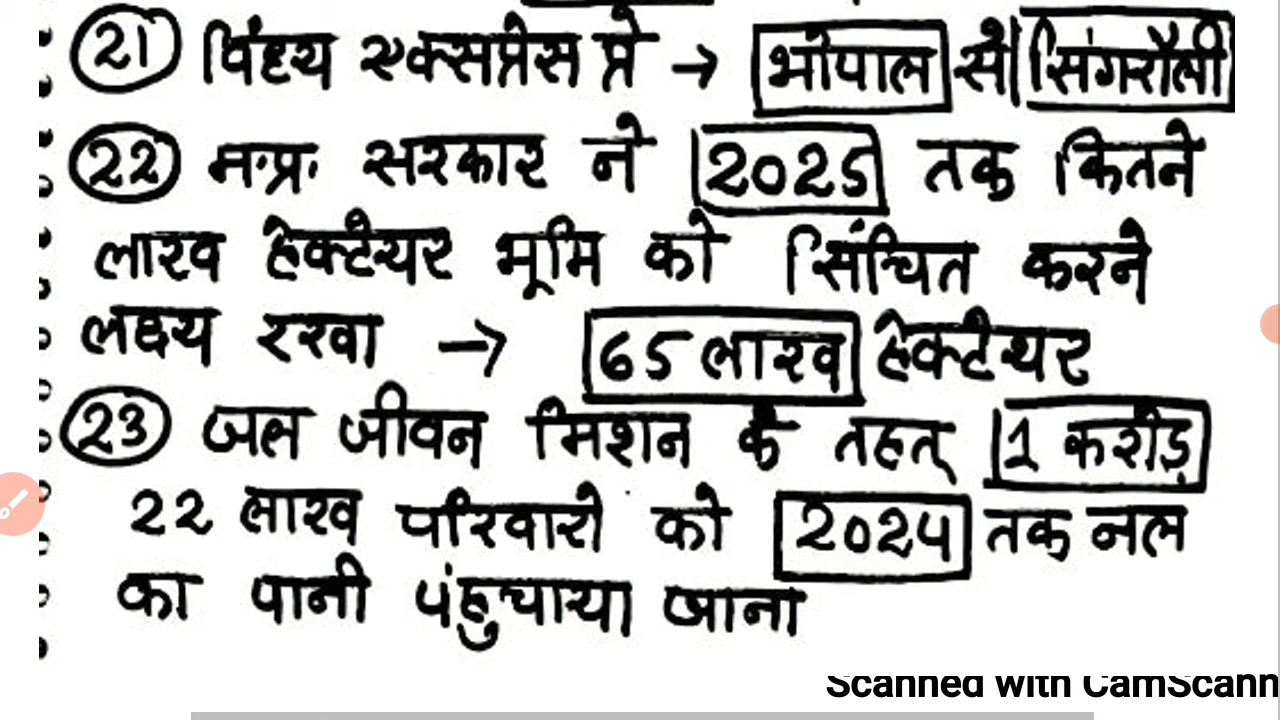 21 विंध्य एक्सप्रेस प्रे → भोपाल से सिंगरौली
22 म.प्र. सरकार ने 2025 तक कितने
लाख हेक्टेयर भूमि को सिंचित करने
लक्ष्य रखा → 65 लाख हेक्टेयर
23 जल जीवन मिशन के तहत् 1 करोड़
22 लाख परिवारो को 2024 तक नल
का पानी पंहुचाया जाना
Scanned with CamScann